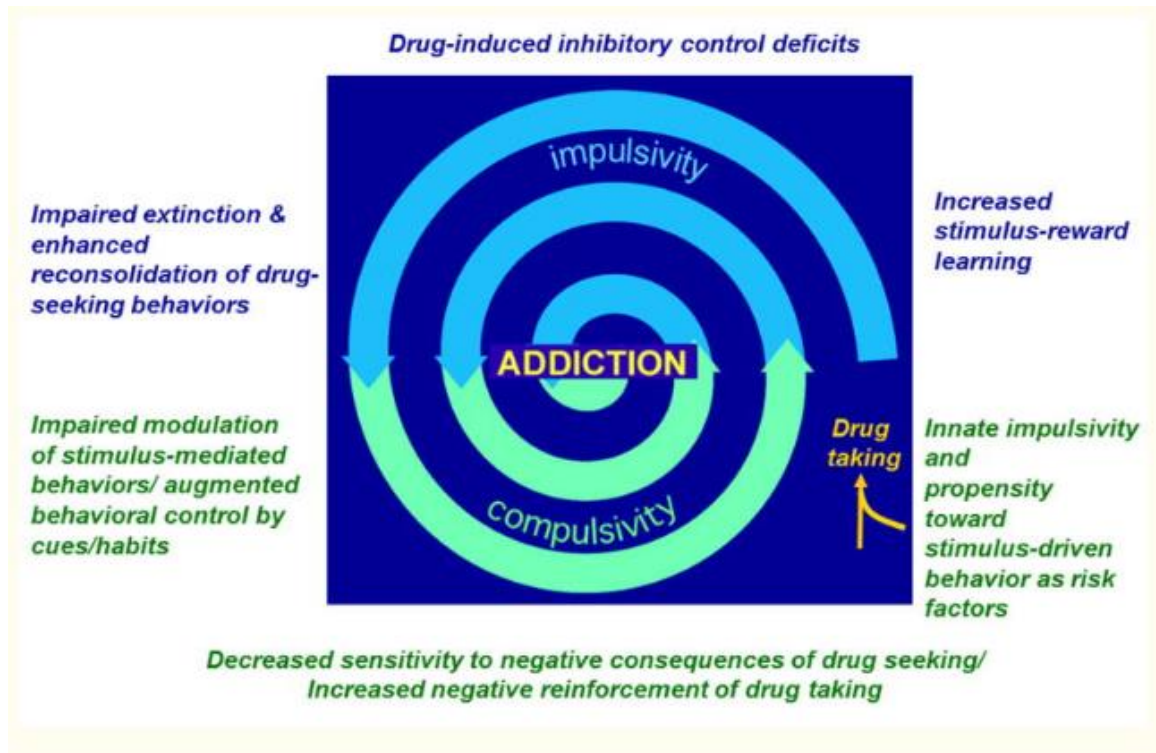 Drug-induced inhibitory control deficits
impulsivity
Impaired extinction &
enhanced
reconsolidation of drug-
seeking behaviors
Increased
stimulus-reward
learning
ADDICTION
Impaired modulation
of stimulus-mediated
behaviors/ augmented
behavioral control by
cues/habits
compulsivity
Drug
taking
Innate impulsivity
and
propensity
toward
stimulus-driven
behavior as risk
factors
Decreased sensitivity to negative consequences of drug seeking/
Increased negative reinforcement of drug taking